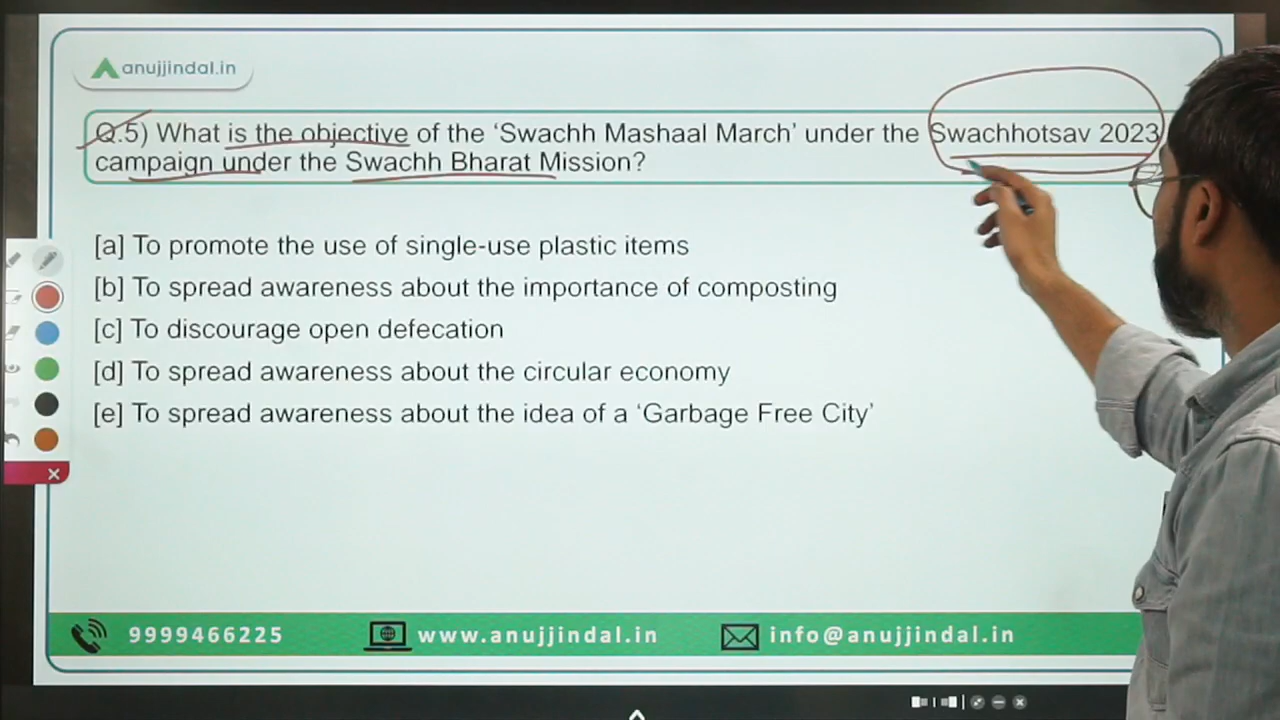 anujjindal.in
Q.5) What is the objective of the ‘Swachh Mashaal March’ under the Swachhotsav 2023
campaign under the Swachh Bharat Mission?
[a] To promote the use of single-use plastic items
[b] To spread awareness about the importance of composting
[c] To discourage open defecation
[d] To spread awareness about the circular economy
[e] To spread awareness about the idea of a ‘Garbage Free City’
9999466225 www.anujjindal.in info@anujjindal.in